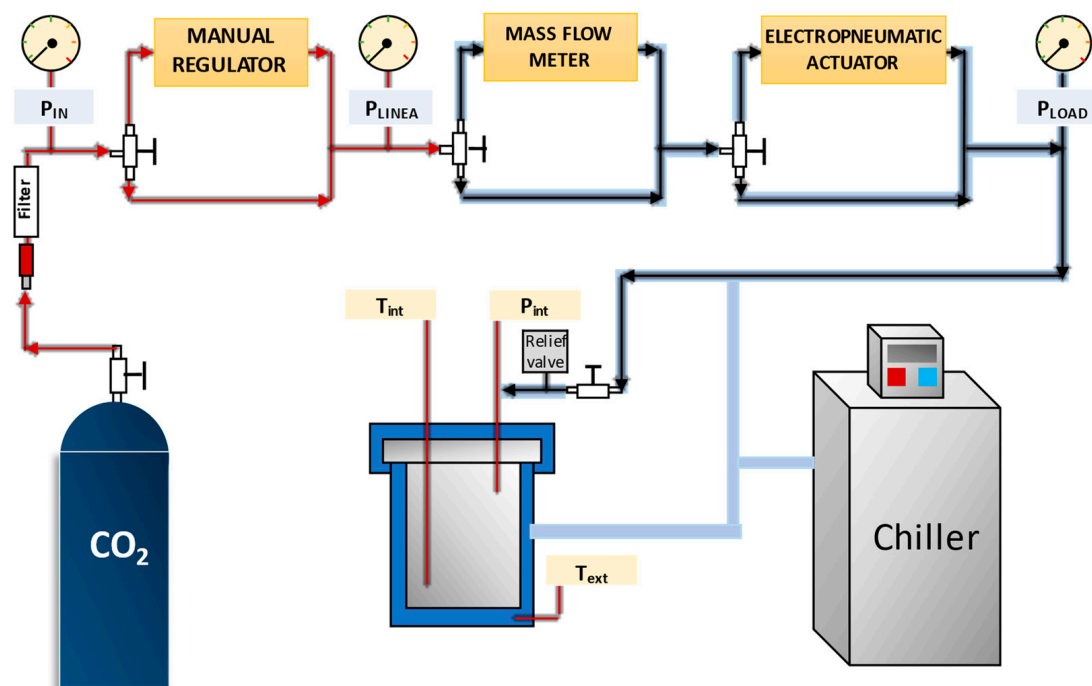 MANUAL
REGULATOR
MASS FLOW
METER
ELECTROPNEUMATIC
ACTUATOR
P_IN
P_LINEA
P_LOAD
Filter
T_int
P_int
Relief
valve
CO₂
Chiller
T_ext